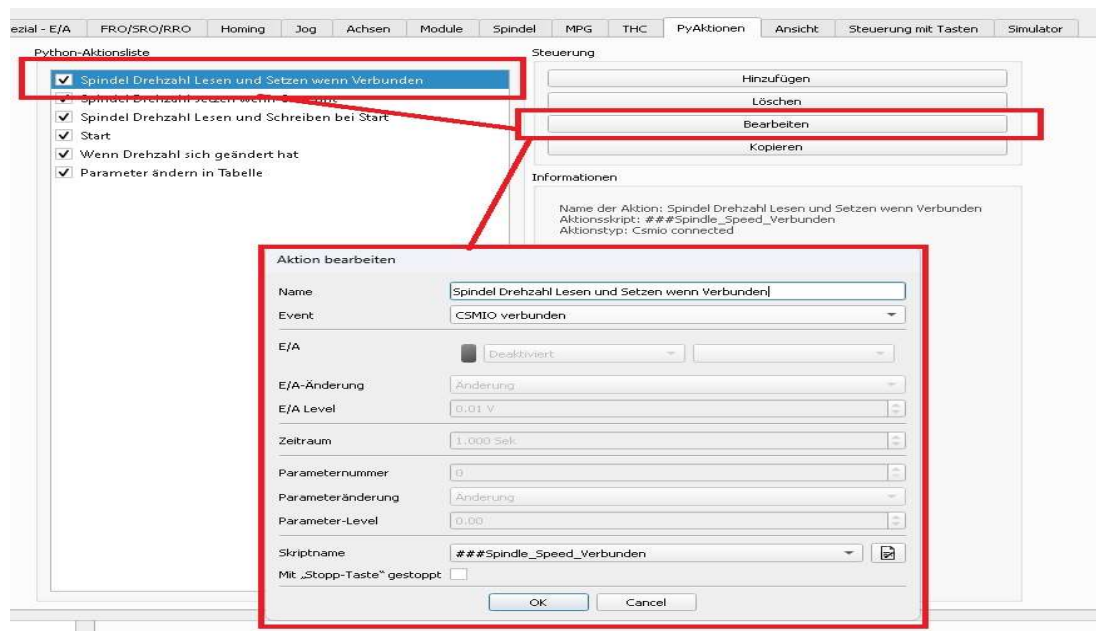 ezial - E/A FRO/SRO/RRO Homing Jog Achsen Module Spindel MPG THC PyAktionen Ansicht Steuerung mit Tasten Simulator
Python-Aktionsliste
Spindel Drehzahl Lesen und Setzen wenn Verbunden
Spindel Drehzahl setzen wenn
Spindel Drehzahl Lesen und Schreiben bei Start
Start
Wenn Drehzahl sich geändert hat
Parameter ändern in Tabelle
Steuerung
Hinzufügen
Löschen
Bearbeiten
Kopieren
Informationen
Name der Aktion: Spindel Drehzahl Lesen und Setzen wenn Verbunden
Aktionsskript: ###Spindle_Speed_Verbunden
Aktionstyp: Csmio connected
Aktion bearbeiten
Name Spindel Drehzahl Lesen und Setzen wenn Verbunden
Event CSMIO verbunden
E/A Deaktiviert
E/A-Änderung Änderung
E/A Level 0.01 V
Zeitraum 1.000 Sek.
Parameternummer 0
Parameteränderung Änderung
Parameter-Level 0.00
Skriptname ###Spindle_Speed_Verbunden
Mit „Stopp-Taste“ gestoppt
OK Cancel